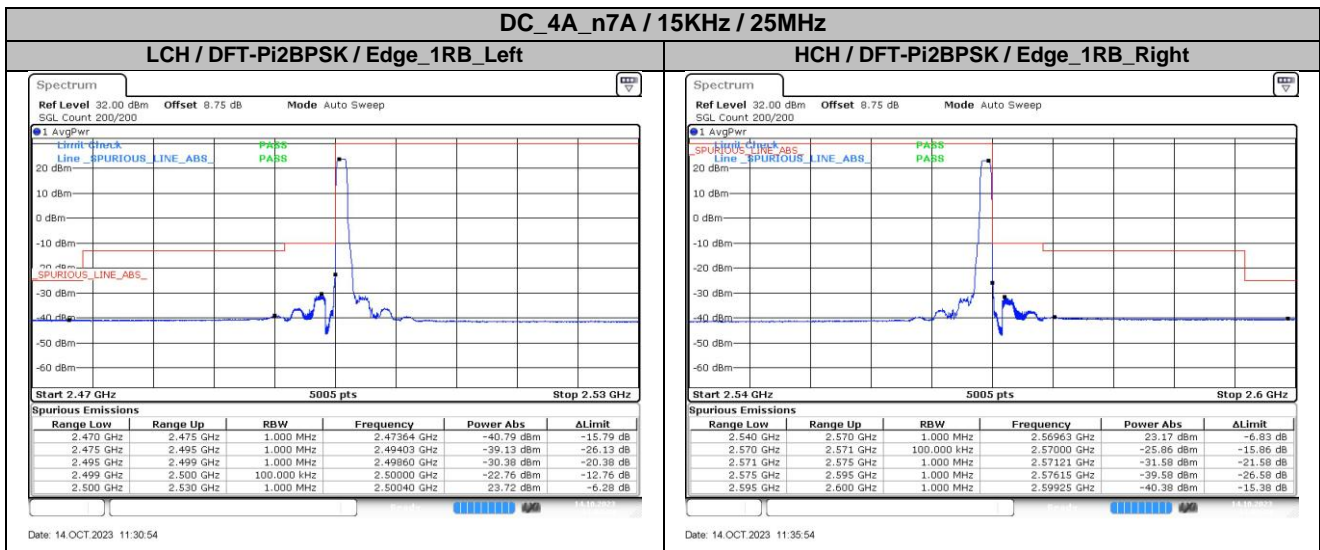 DC_4A_n7A / 15KHz / 25MHz
LCH / DFT-Pi2BPSK / Edge_1RB_Left
HCH / DFT-Pi2BPSK / Edge_1RB_Right
Spectrum
Ref Level 32.00 dBm Offset 8.75 dB Mode Auto Sweep
SGL Count 200/200
1 AvgPwr
Limit Check PASS
Line _SPURIOUS_LINE_ABS_ PASS
20 dBm
10 dBm
0 dBm
-10 dBm
-20 dBm
_SPURIOUS_LINE_ABS_
-30 dBm
-40 dBm
-50 dBm
-60 dBm
Start 2.47 GHz 5005 pts Stop 2.53 GHz
Spurious Emissions
Range Low Range Up RBW Frequency Power Abs ΔLimit
2.470 GHz 2.475 GHz 1.000 MHz 2.47364 GHz -40.79 dBm -15.79 dB
2.475 GHz 2.495 GHz 1.000 MHz 2.49403 GHz -39.13 dBm -26.13 dB
2.495 GHz 2.499 GHz 1.000 MHz 2.49860 GHz -30.38 dBm -20.38 dB
2.499 GHz 2.500 GHz 100.000 kHz 2.50000 GHz -22.76 dBm -12.76 dB
2.500 GHz 2.530 GHz 1.000 MHz 2.50040 GHz 23.72 dBm -6.28 dB
Date: 14.OCT.2023 11:30:54
Spectrum
Ref Level 32.00 dBm Offset 8.75 dB Mode Auto Sweep
SGL Count 200/200
1 AvgPwr
Limit Check PASS
_SPURIOUS_LINE_ABS_
Line _SPURIOUS_LINE_ABS_ PASS
20 dBm
10 dBm
0 dBm
-10 dBm
-20 dBm
-30 dBm
-40 dBm
-50 dBm
-60 dBm
Start 2.54 GHz 5005 pts Stop 2.6 GHz
Spurious Emissions
Range Low Range Up RBW Frequency Power Abs ΔLimit
2.540 GHz 2.570 GHz 1.000 MHz 2.56963 GHz 23.17 dBm -6.83 dB
2.570 GHz 2.571 GHz 100.000 kHz 2.57000 GHz -25.86 dBm -15.86 dB
2.571 GHz 2.575 GHz 1.000 MHz 2.57121 GHz -31.58 dBm -21.58 dB
2.575 GHz 2.595 GHz 1.000 MHz 2.57615 GHz -39.58 dBm -26.58 dB
2.595 GHz 2.600 GHz 1.000 MHz 2.59925 GHz -40.38 dBm -15.38 dB
Date: 14.OCT.2023 11:35:54